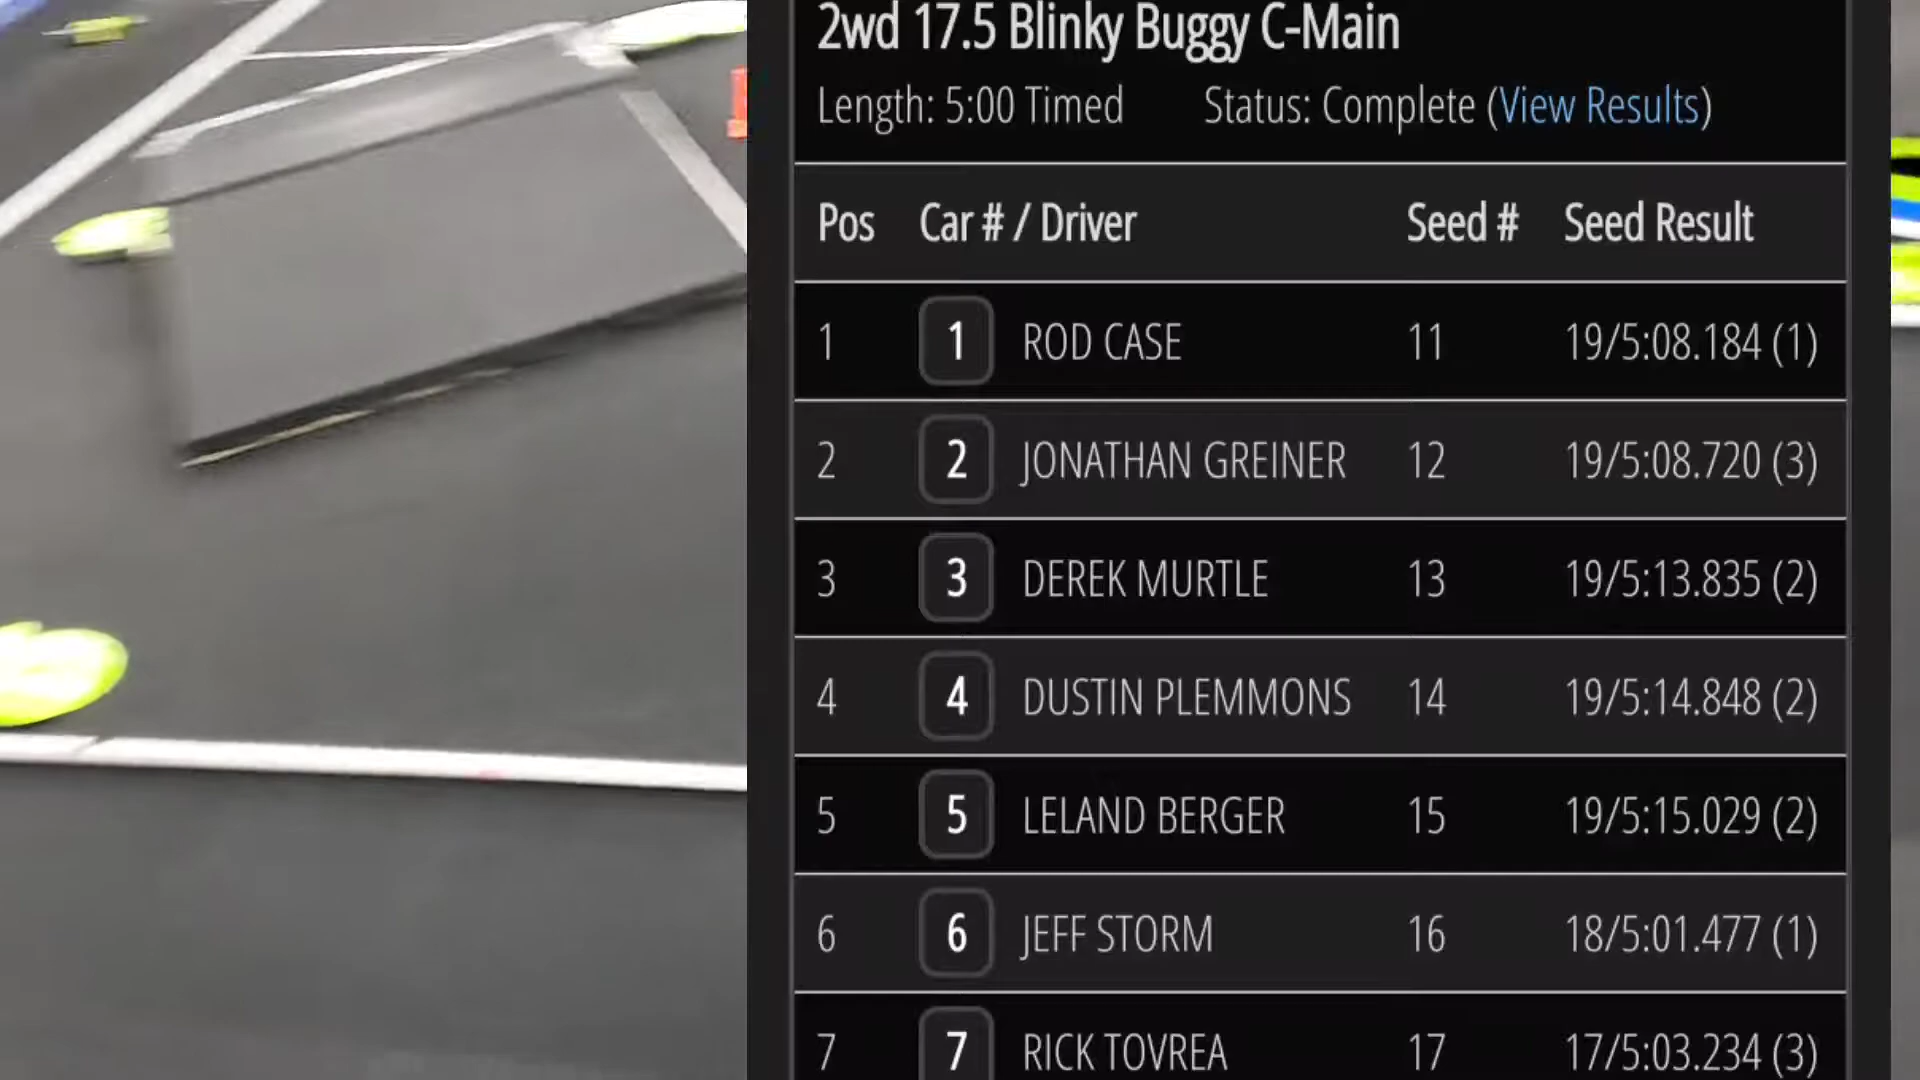 2wd 17.5 Blinky Buggy C-Main
Length: 5:00 Timed Status: Complete (View Results)
Pos Car # / Driver Seed # Seed Result
1 1 ROD CASE 11 19/5:08.184 (1)
2 2 JONATHAN GREINER 12 19/5:08.720 (3)
3 3 DEREK MURTLE 13 19/5:13.835 (2)
4 4 DUSTIN PLEMMONS 14 19/5:14.848 (2)
5 5 LELAND BERGER 15 19/5:15.029 (2)
6 6 JEFF STORM 16 18/5:01.477 (1)
7 7 RICK TOVREA 17 17/5:03.234 (3)